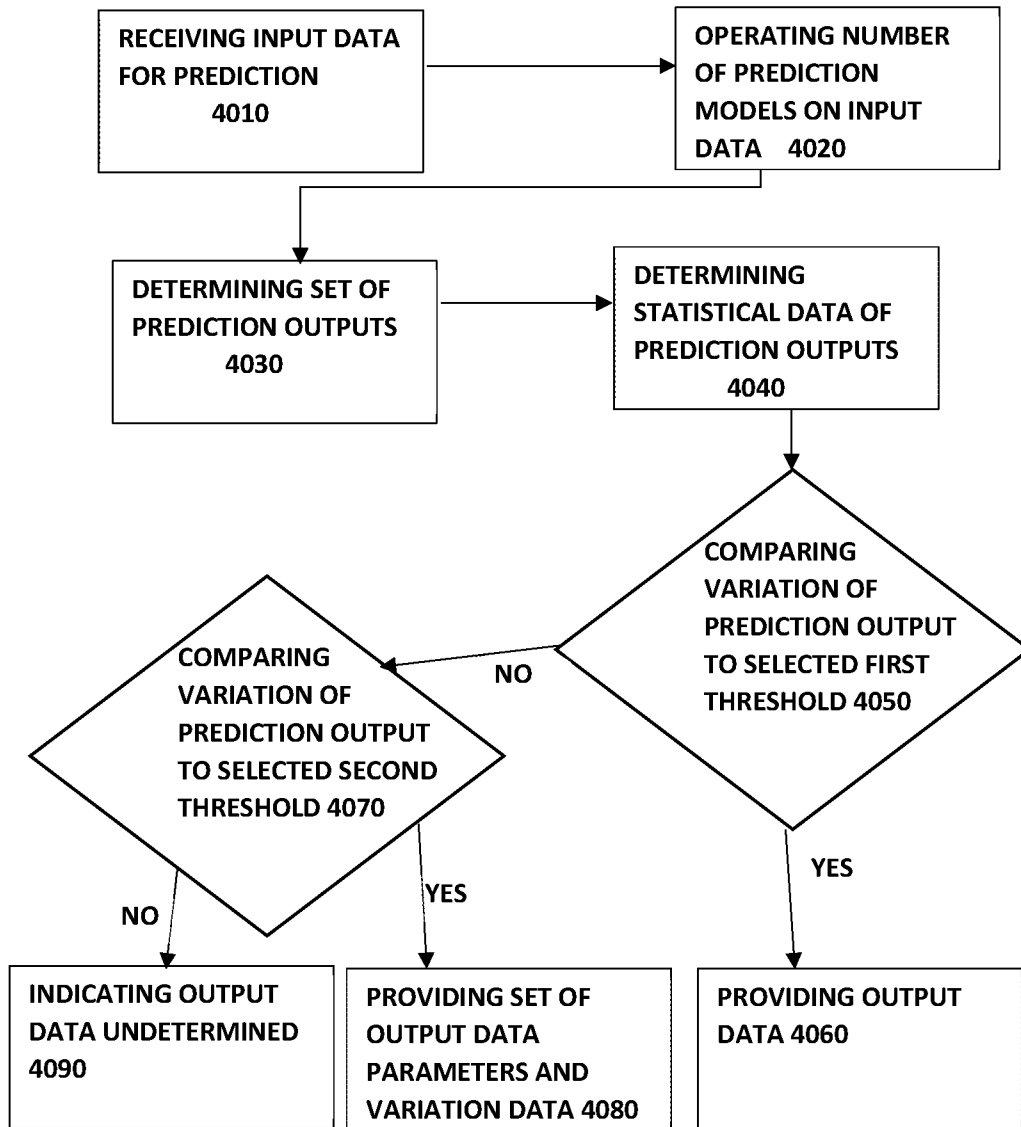 RECEIVING INPUT DATA
FOR PREDICTION
4010
OPERATING NUMBER
OF PREDICTION
MODELS ON INPUT
DATA 4020
DETERMINING SET OF
PREDICTION OUTPUTS
4030
DETERMINING
STATISTICAL DATA OF
PREDICTION OUTPUTS
4040
COMPARING
VARIATION OF
PREDICTION OUTPUT
TO SELECTED FIRST
THRESHOLD 4050
NO
COMPARING
VARIATION OF
PREDICTION OUTPUT
TO SELECTED SECOND
THRESHOLD 4070
YES
YES
NO
INDICATING OUTPUT
DATA UNDETERMINED
4090
PROVIDING SET OF
OUTPUT DATA
PARAMETERS AND
VARIATION DATA 4080
PROVIDING OUTPUT
DATA 4060